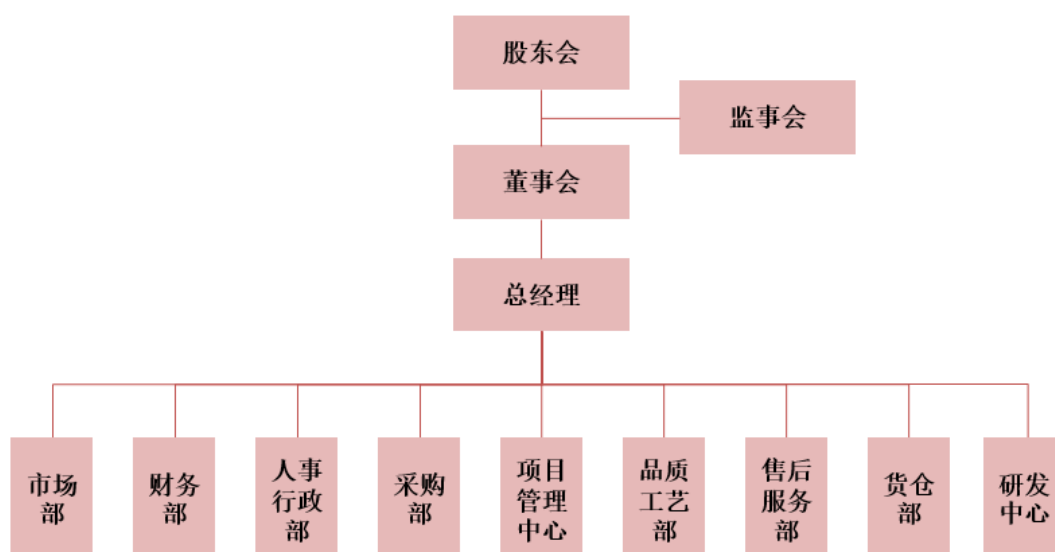 股东会
监事会
董事会
总经理
市场
部
财务
部
人事
行政
部
采购
部
项目
管理
中心
品质
工艺
部
售后
服务
部
货仓
部
研发
中心